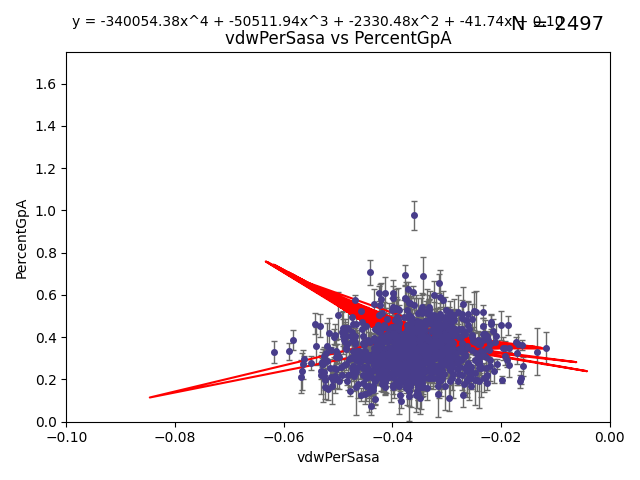 y = -340054.38x^4 + -50511.94x^3 + -2330.48x^2 + -41.74x + 0.10
N = 2497
vdwPerSasa vs PercentGpA
PercentGpA
1.6
1.4
1.2
1.0
0.8
0.6
0.4
0.2
0.0
−0.10 −0.08 −0.06 −0.04 −0.02 0.00
vdwPerSasa